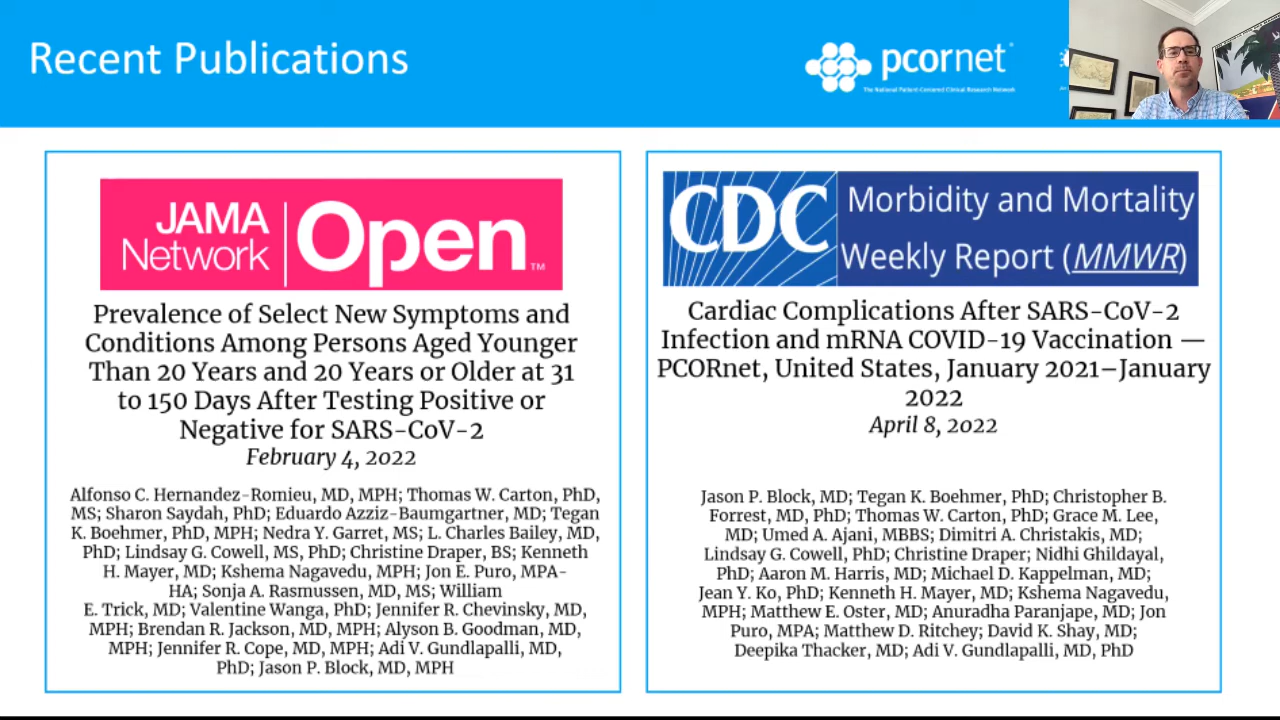 Recent Publications
pcornet®
The National Patient-Centered Clinical Research Network
JAMA
Network
Open™
Prevalence of Select New Symptoms and
Conditions Among Persons Aged Younger
Than 20 Years and 20 Years or Older at 31
to 150 Days After Testing Positive or
Negative for SARS-CoV-2
February 4, 2022
Alfonso C. Hernandez-Romieu, MD, MPH; Thomas W. Carton, PhD,
MS; Sharon Saydah, PhD; Eduardo Azziz-Baumgartner, MD; Tegan
K. Boehmer, PhD, MPH; Nedra Y. Garret, MS; L. Charles Bailey, MD,
PhD; Lindsay G. Cowell, MS, PhD; Christine Draper, BS; Kenneth
H. Mayer, MD; Kshema Nagavedu, MPH; Jon E. Puro, MPA-
HA; Sonja A. Rasmussen, MD, MS; William
E. Trick, MD; Valentine Wanga, PhD; Jennifer R. Chevinsky, MD,
MPH; Brendan R. Jackson, MD, MPH; Alyson B. Goodman, MD,
MPH; Jennifer R. Cope, MD, MPH; Adi V. Gundlapalli, MD,
PhD; Jason P. Block, MD, MPH
CDC
Morbidity and Mortality
Weekly Report (MMWR)
Cardiac Complications After SARS-CoV-2
Infection and mRNA COVID-19 Vaccination —
PCORnet, United States, January 2021–January
2022
April 8, 2022
Jason P. Block, MD; Tegan K. Boehmer, PhD; Christopher B.
Forrest, MD, PhD; Thomas W. Carton, PhD; Grace M. Lee,
MD; Umed A. Ajani, MBBS; Dimitri A. Christakis, MD;
Lindsay G. Cowell, PhD; Christine Draper; Nidhi Ghildayal,
PhD; Aaron M. Harris, MD; Michael D. Kappelman, MD;
Jean Y. Ko, PhD; Kenneth H. Mayer, MD; Kshema Nagavedu,
MPH; Matthew E. Oster, MD; Anuradha Paranjape, MD; Jon
Puro, MPA; Matthew D. Ritchey; David K. Shay, MD;
Deepika Thacker, MD; Adi V. Gundlapalli, MD, PhD